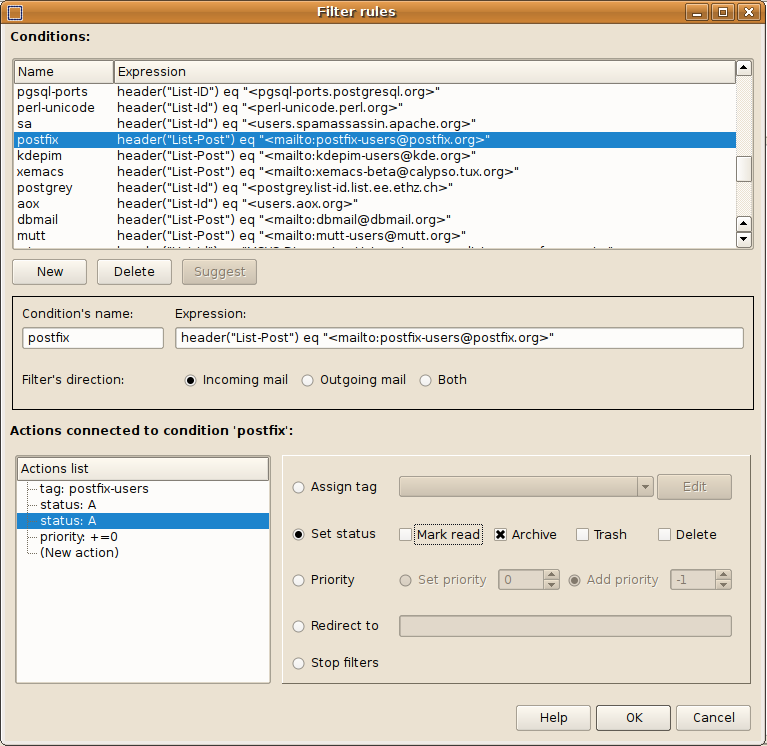 Filter rules
Conditions:
Name Expression
pgsql-ports header("List-ID") eq "<pgsql-ports.postgresql.org>"
perl-unicode header("List-Id") eq "<perl-unicode.perl.org>"
sa header("List-Id") eq "<users.spamassassin.apache.org>"
postfix header("List-Post") eq "<mailto:postfix-users@postfix.org>"
kdepim header("List-Post") eq "<mailto:kdepim-users@kde.org>"
xemacs header("List-Post") eq "<mailto:xemacs-beta@calypso.tux.org>"
postgrey header("List-Id") eq "<postgrey.list-id.list.ee.ethz.ch>"
aox header("List-Id") eq "<users.aox.org>"
dbmail header("List-Post") eq "<mailto:dbmail@dbmail.org>"
mutt header("List-Post") eq "<mailto:mutt-users@mutt.org>"
New Delete Suggest
Condition's name: Expression:
postfix header("List-Post") eq "<mailto:postfix-users@postfix.org>"
Filter's direction: Incoming mail Outgoing mail Both
Actions connected to condition 'postfix':
Actions list
tag: postfix-users
status: A
status: A
priority: +=0
(New action)
Assign tag Edit
Set status Mark read Archive Trash Delete
Priority Set priority 0 Add priority -1
Redirect to
Stop filters
Help OK Cancel